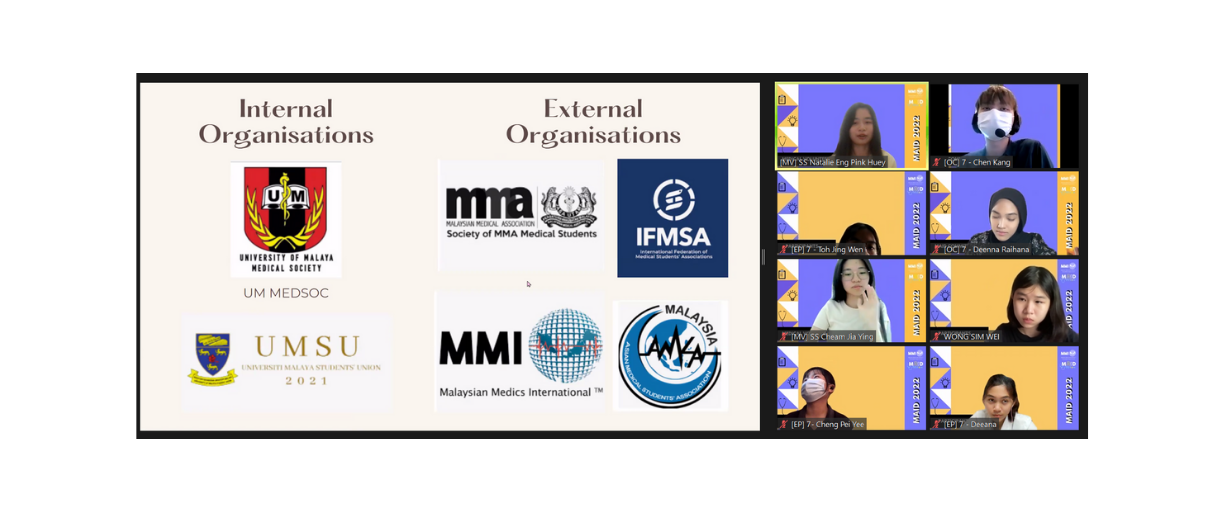 Internal
Organisations
External
Organisations
UM
UNIVERSITY OF MALAYA
MEDICAL SOCIETY
UM MEDSOC
UMSU
UNIVERSITI MALAYA STUDENTS' UNION
2021
mma
MALAYSIAN MEDICAL ASSOCIATION
Society of MMA Medical Students
IFMSA
International Federation of
Medical Students' Associations
MMI
Malaysian Medics International ™
MALAYSIA
AMSA
ASIAN MEDICAL STUDENTS' ASSOCIATION
MAID 2022
[MV] SS Natalie Eng Pink Huey
[OC] 7 - Chen Kang
MAID 2022
[EP] 7 - Toh Jing Wen
MAID 2022
[OC] 7 - Deenna Raihana
MAID 2022
[MV] SS Cheam Jia Ying
MAID 2022
WONG SIM WEI
MAID 2022
[EP] 7- Cheng Pei Yee
MAID 2022
[EP] 7 - Deeana